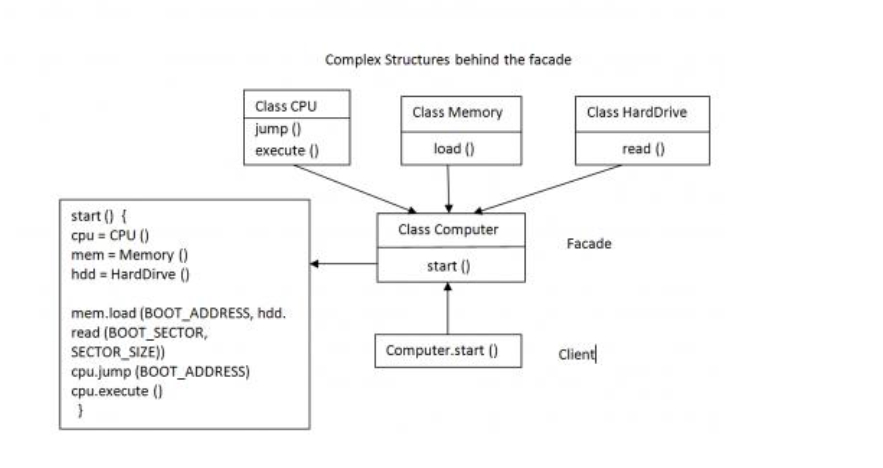 Complex Structures behind the facade
Class CPU
jump ()
execute ()
Class Memory
load ()
Class HardDrive
read ()
start () {
cpu = CPU ()
mem = Memory ()
hdd = HardDirve ()
mem.load (BOOT_ADDRESS, hdd.
read (BOOT_SECTOR,
SECTOR_SIZE))
cpu.jump (BOOT_ADDRESS)
cpu.execute ()
}
Class Computer
start ()
Facade
Computer.start ()
Client